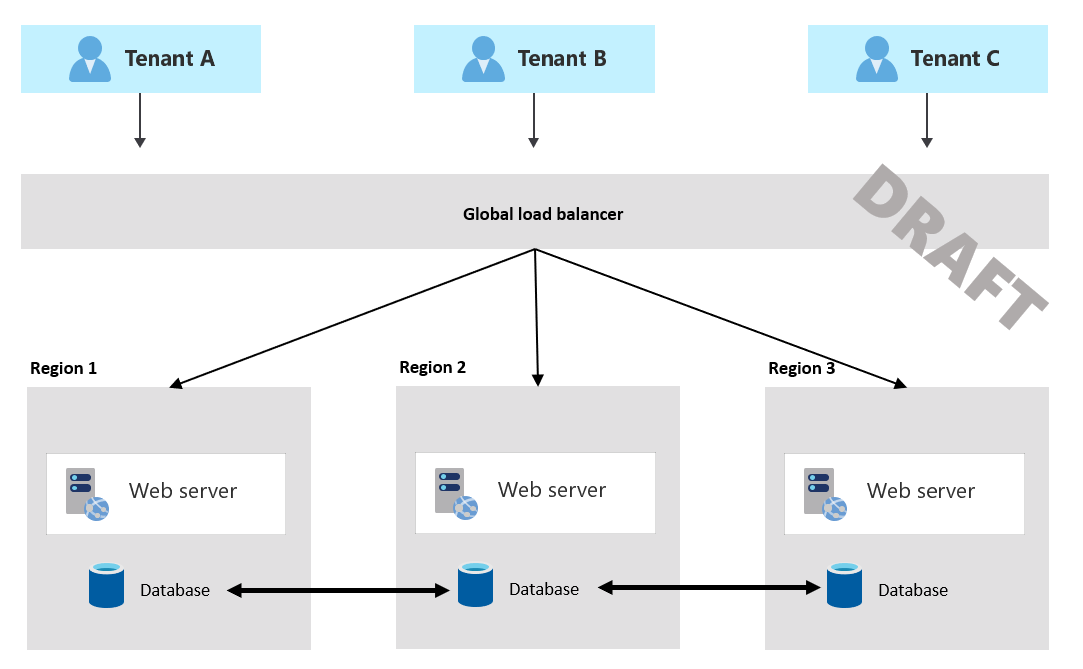 Tenant A
Tenant B
Tenant C
Global load balancer
DRAFT
Region 1
Region 2
Region 3
Web server
Web server
Web server
Database
Database
Database